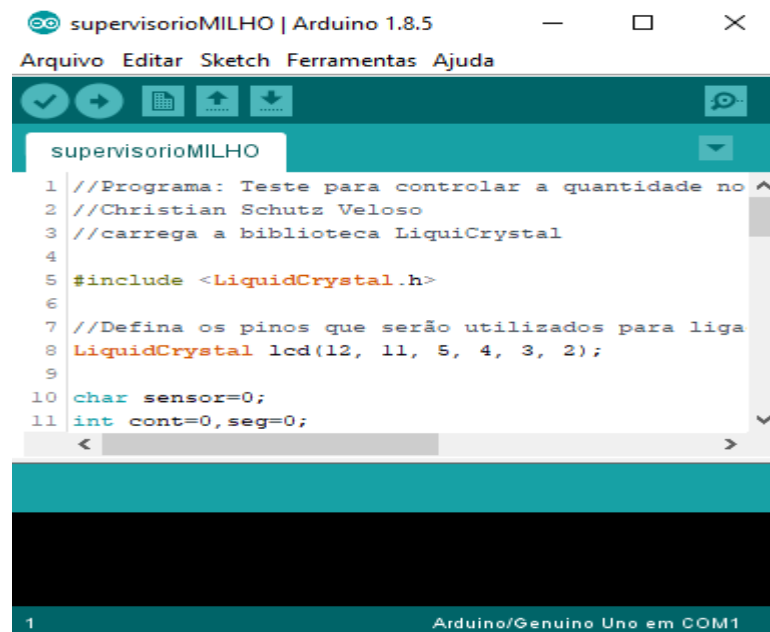 supervisorioMILHO | Arduino 1.8.5
Arquivo Editar Sketch Ferramentas Ajuda
supervisorioMILHO
1 //Programa: Teste para controlar a quantidade no
2 //Christian Schutz Veloso
3 //carrega a biblioteca LiquiCrystal
4
5 #include <LiquidCrystal.h>
6
7 //Defina os pinos que serão utilizados para liga
8 LiquidCrystal lcd(12, 11, 5, 4, 3, 2);
9
10 char sensor=0;
11 int cont=0,seg=0;
1 Arduino/Genuino Uno em COM1